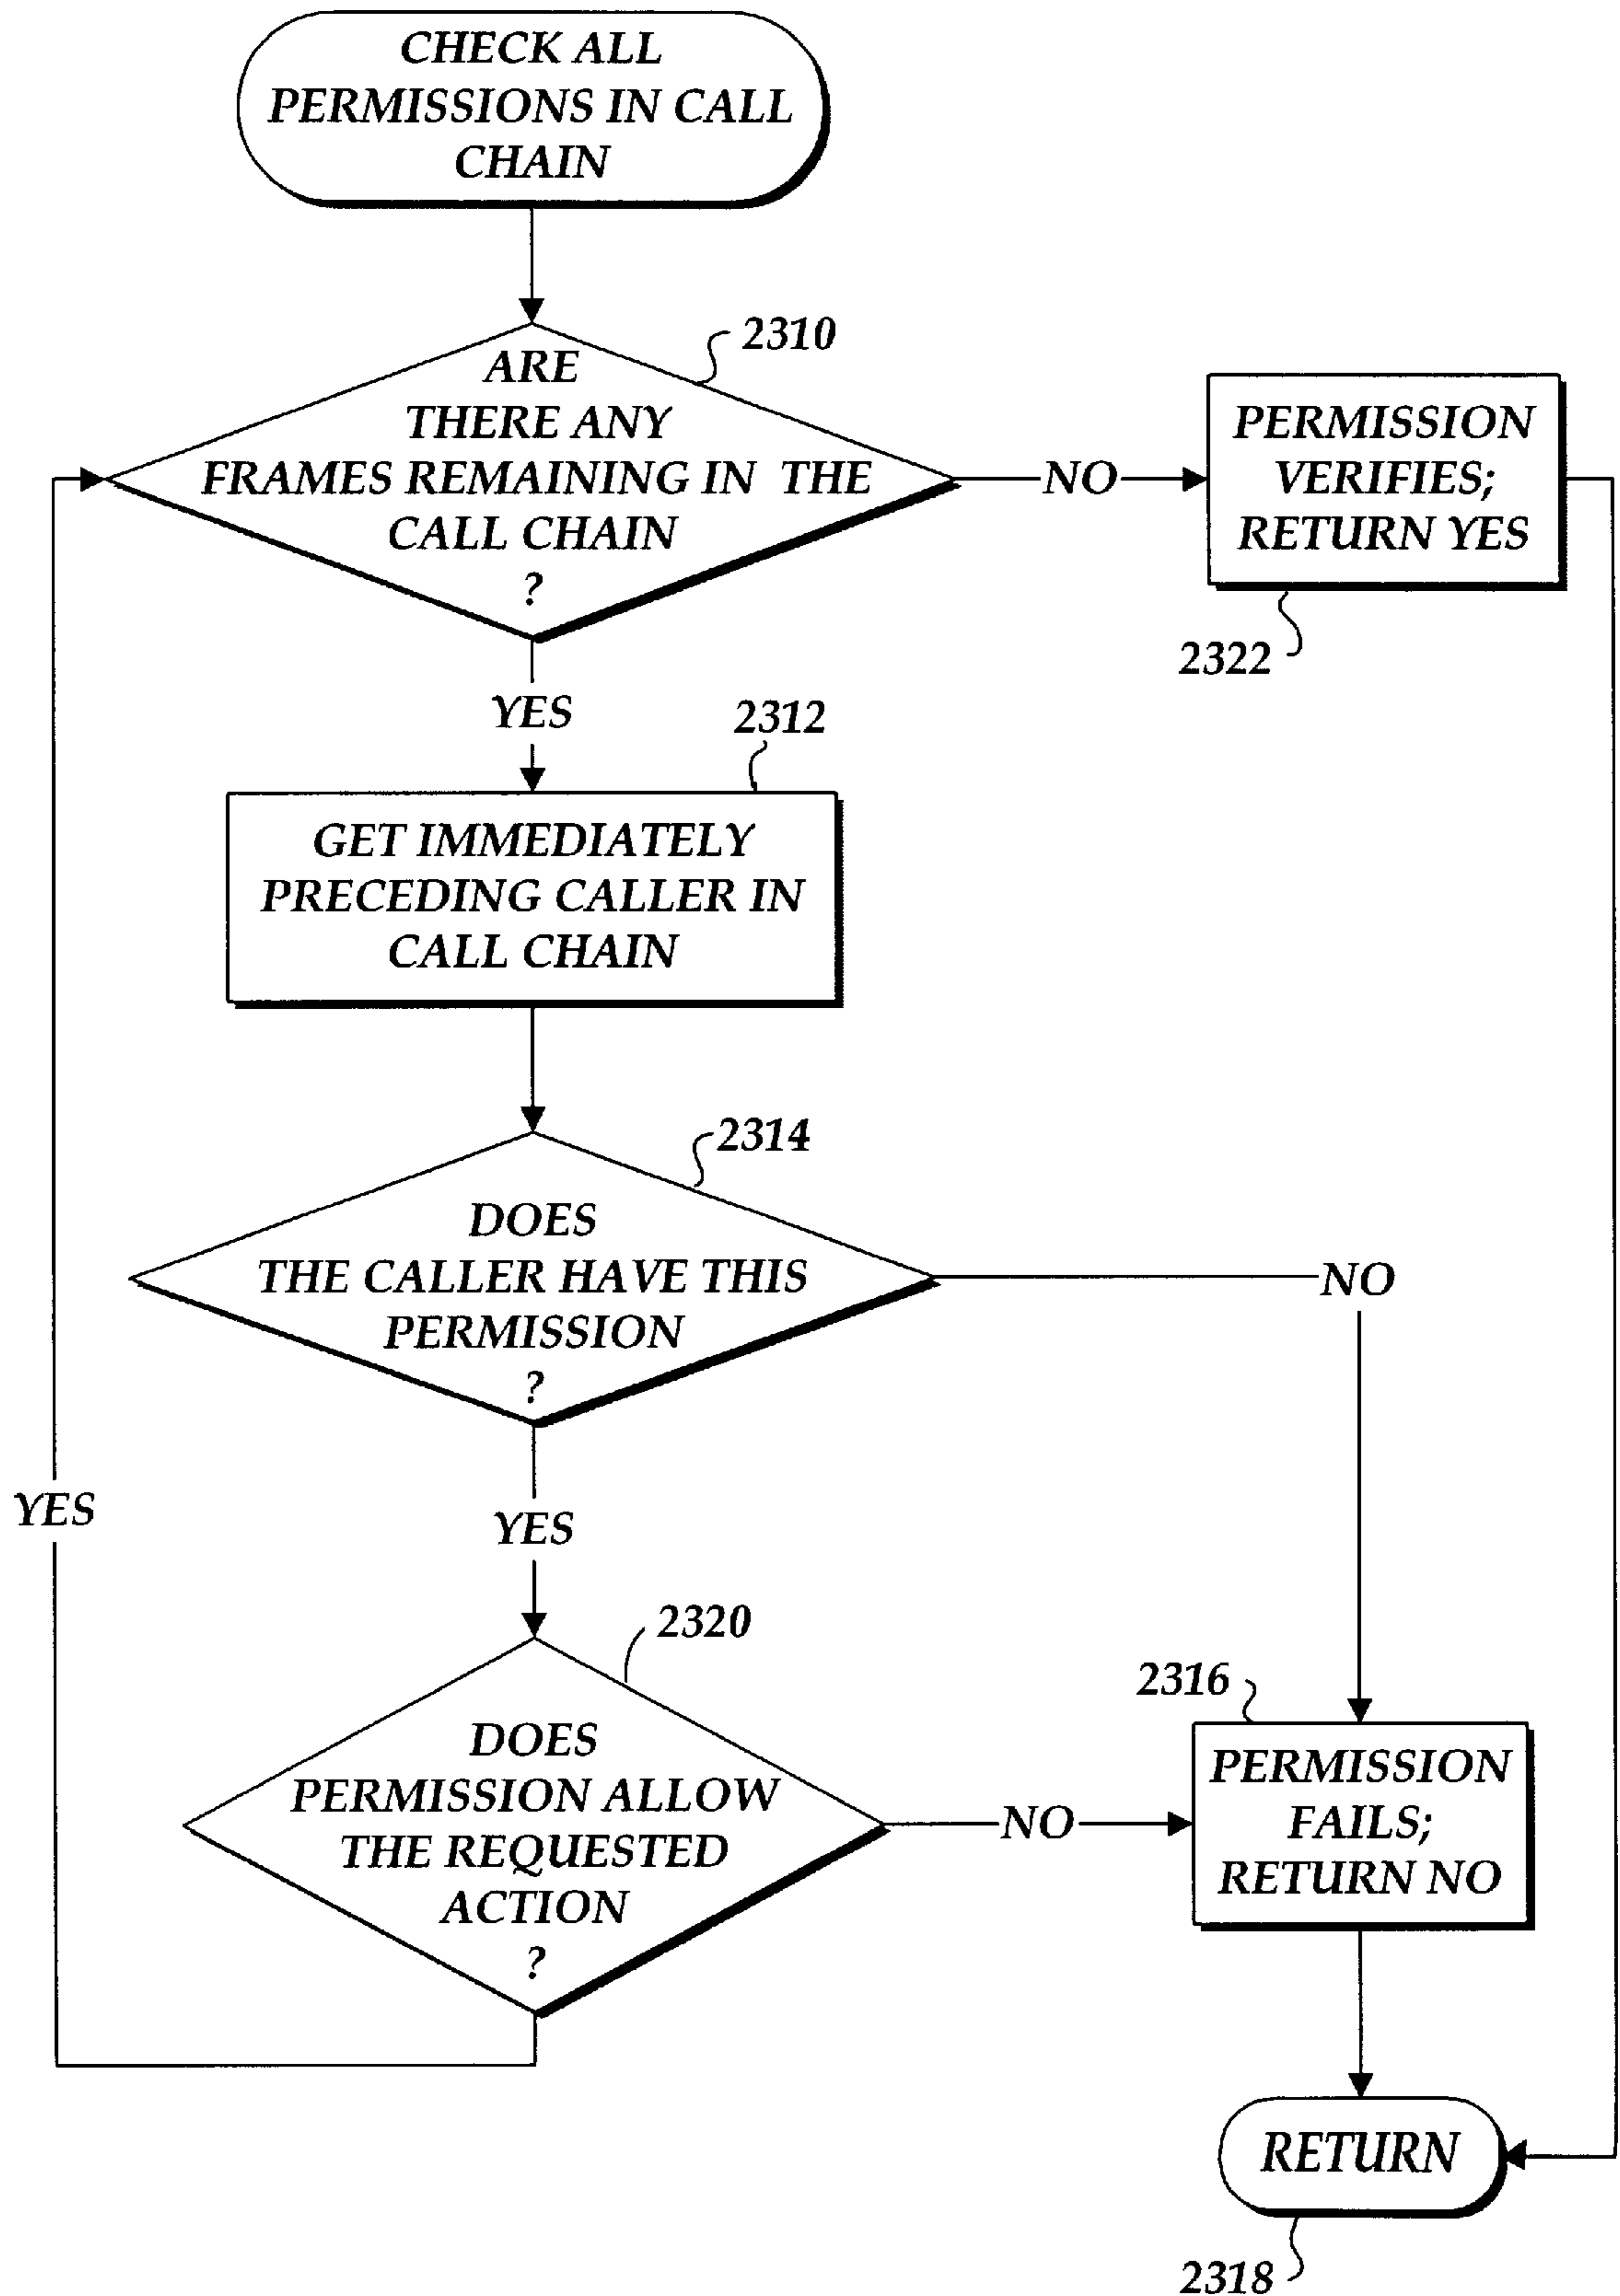 CHECK ALL
PERMISSIONS IN CALL
CHAIN
2310
ARE
THERE ANY
FRAMES REMAINING IN THE
CALL CHAIN
?
NO
PERMISSION
VERIFIES;
RETURN YES
2322
YES
2312
GET IMMEDIATELY
PRECEDING CALLER IN
CALL CHAIN
2314
DOES
THE CALLER HAVE THIS
PERMISSION
?
NO
YES
YES
2320
DOES
PERMISSION ALLOW
THE REQUESTED
ACTION
?
NO
2316
PERMISSION
FAILS;
RETURN NO
RETURN
2318